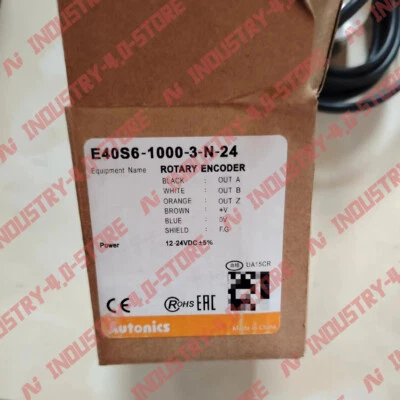 E40S6-1000-3-N-24
Equipment Name ROTARY ENCODER
BLACK : OUT A
WHITE : OUT B
ORANGE : OUT Z
BROWN : +V
BLUE : 0V
SHIELD : F.G
Power 12-24VDC ±5%
DA15CR
CE RoHS EAC
Autonics
Made in China
INDUSTRY-4,0-STORE